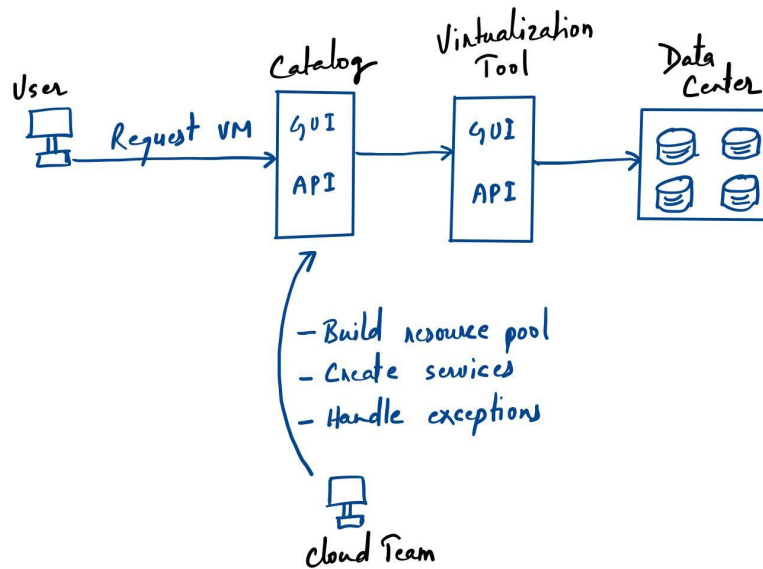 User
Request VM
Catalog
GUI
API
Virtualization
Tool
GUI
API
Data
Center
- Build resource pool
- Create services
- Handle exceptions
Cloud Team